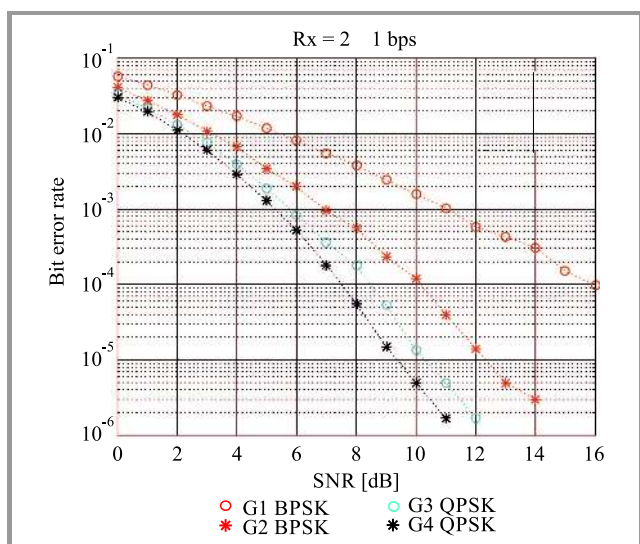 Rx = 2 1 bps
10-1
10-2
10-3
10-4
10-5
10-6
Bit error rate
0 2 4 6 8 10 12 14 16
SNR [dB]
G1 BPSK G3 QPSK
G2 BPSK G4 QPSK